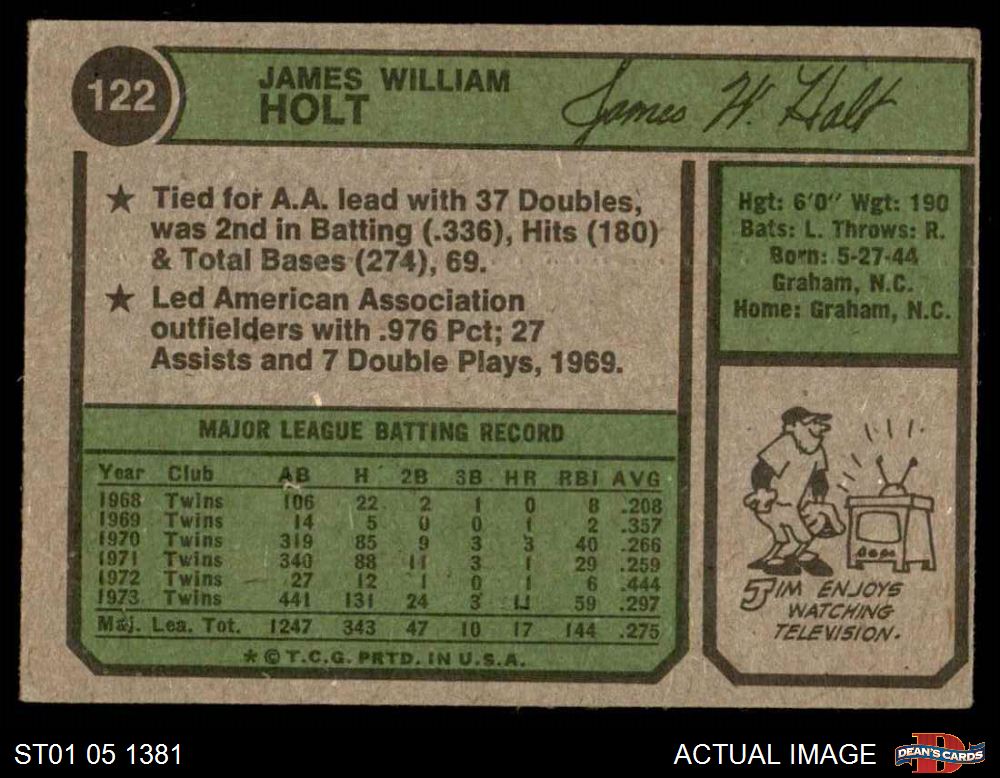 122
JAMES WILLIAM
HOLT
James W. Holt
★ Tied for A.A. lead with 37 Doubles,
was 2nd in Batting (.336), Hits (180)
& Total Bases (274), 69.
★ Led American Association
outfielders with .976 Pct; 27
Assists and 7 Double Plays, 1969.
Hgt: 6'0" Wgt: 190
Bats: L. Throws: R.
Born: 5-27-44
Graham, N.C.
Home: Graham, N.C.
MAJOR LEAGUE BATTING RECORD
Year Club AB H 2B 3B HR RBI AVG
1968 Twins 106 22 2 1 0 8 .208
1969 Twins 14 5 0 0 1 2 .357
1970 Twins 319 85 9 3 3 40 .266
1971 Twins 340 88 11 3 1 29 .259
1972 Twins 27 12 1 0 1 6 .444
1973 Twins 441 131 24 3 11 59 .297
Maj. Lea. Tot. 1247 343 47 10 17 144 .275
*© T.C.G. PRTD. IN U.S.A.
JIM ENJOYS
WATCHING
TELEVISION.
ST01 05 1381
ACTUAL IMAGE
DEAN'S CARDS